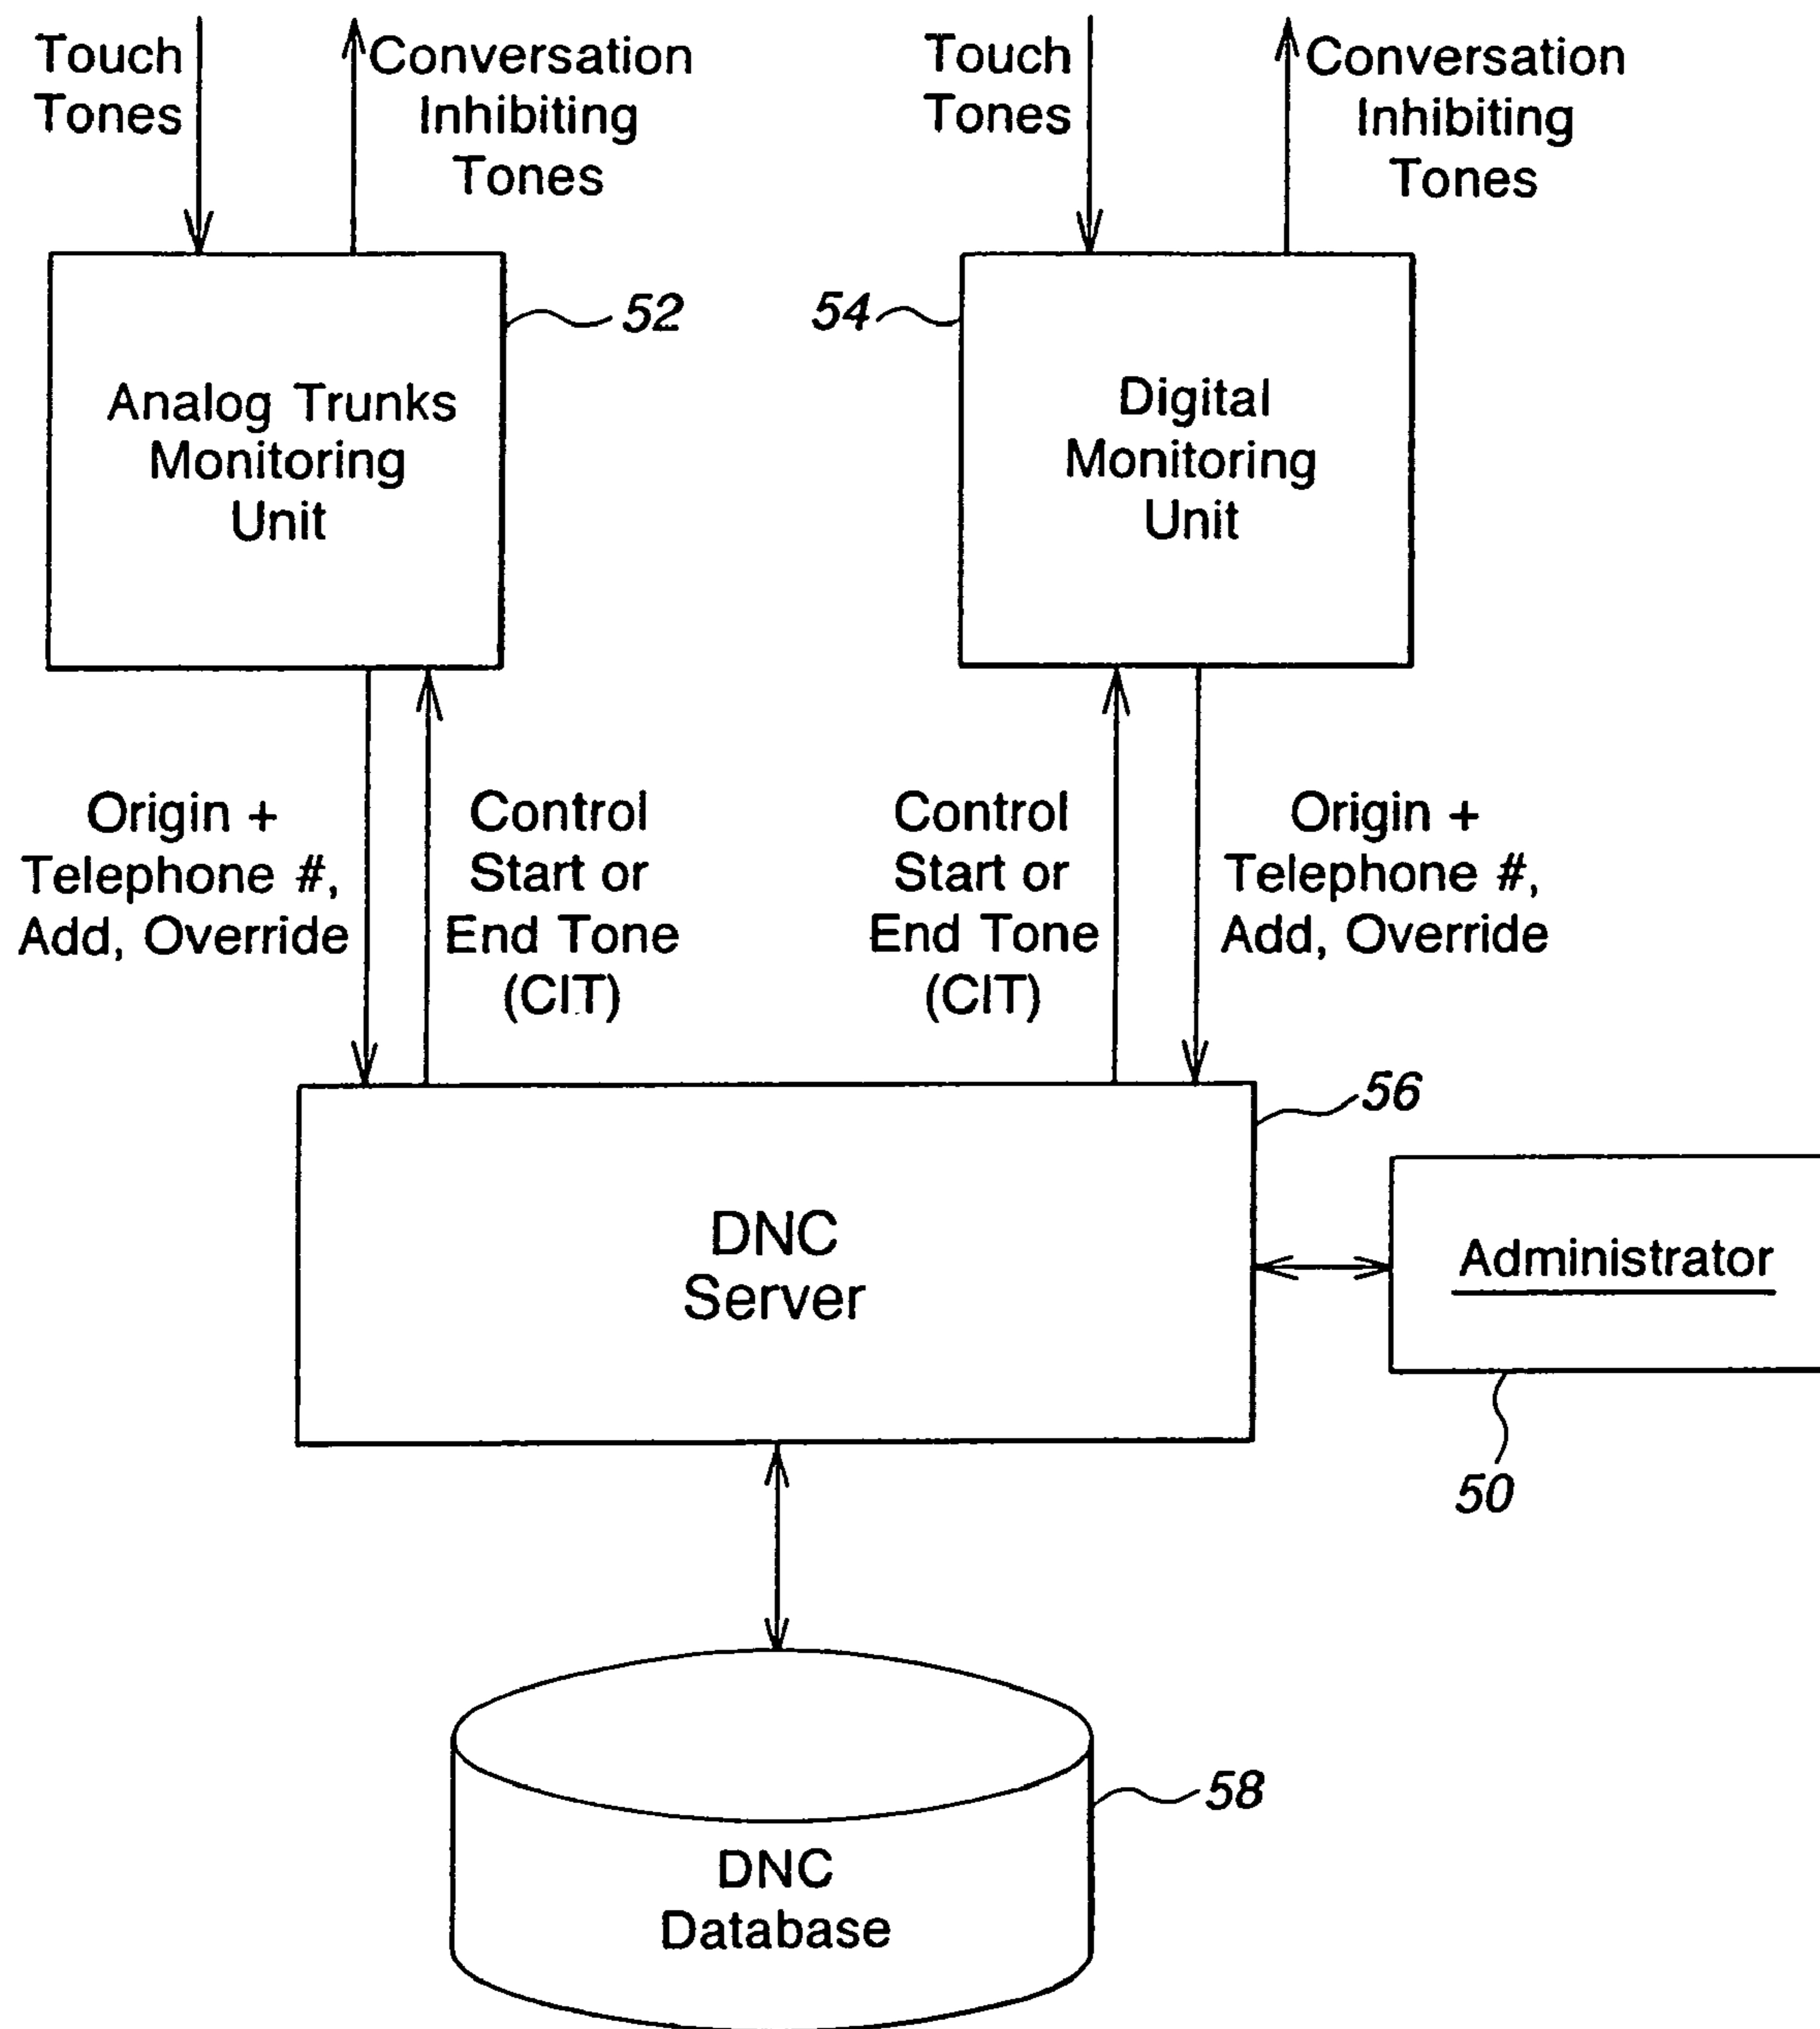 Touch
Tones
Conversation
Inhibiting
Tones
Touch
Tones
Conversation
Inhibiting
Tones
52
54
Analog Trunks
Monitoring
Unit
Digital
Monitoring
Unit
Origin +
Telephone #,
Add, Override
Control
Start or
End Tone
(CIT)
Control
Start or
End Tone
(CIT)
Origin +
Telephone #,
Add, Override
56
DNC
Server
Administrator
50
58
DNC
Database